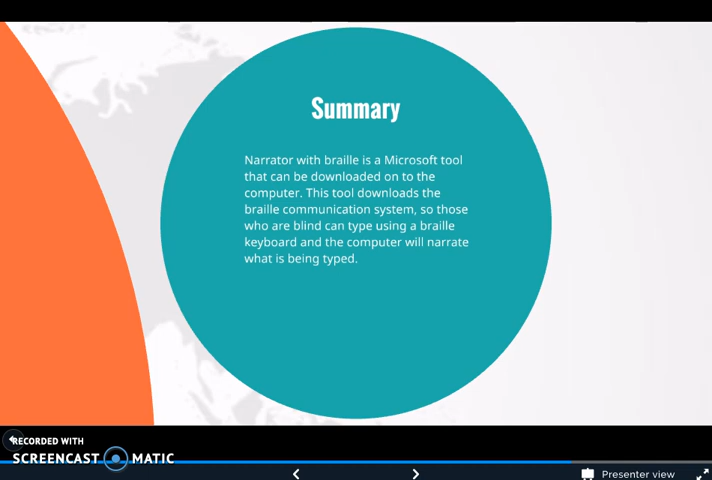 Summary
Narrator with braille is a Microsoft tool
that can be downloaded on to the
computer. This tool downloads the
braille communication system, so those
who are blind can type using a braille
keyboard and the computer will narrate
what is being typed.
RECORDED WITH
SCREENCAST MATIC
Presenter view